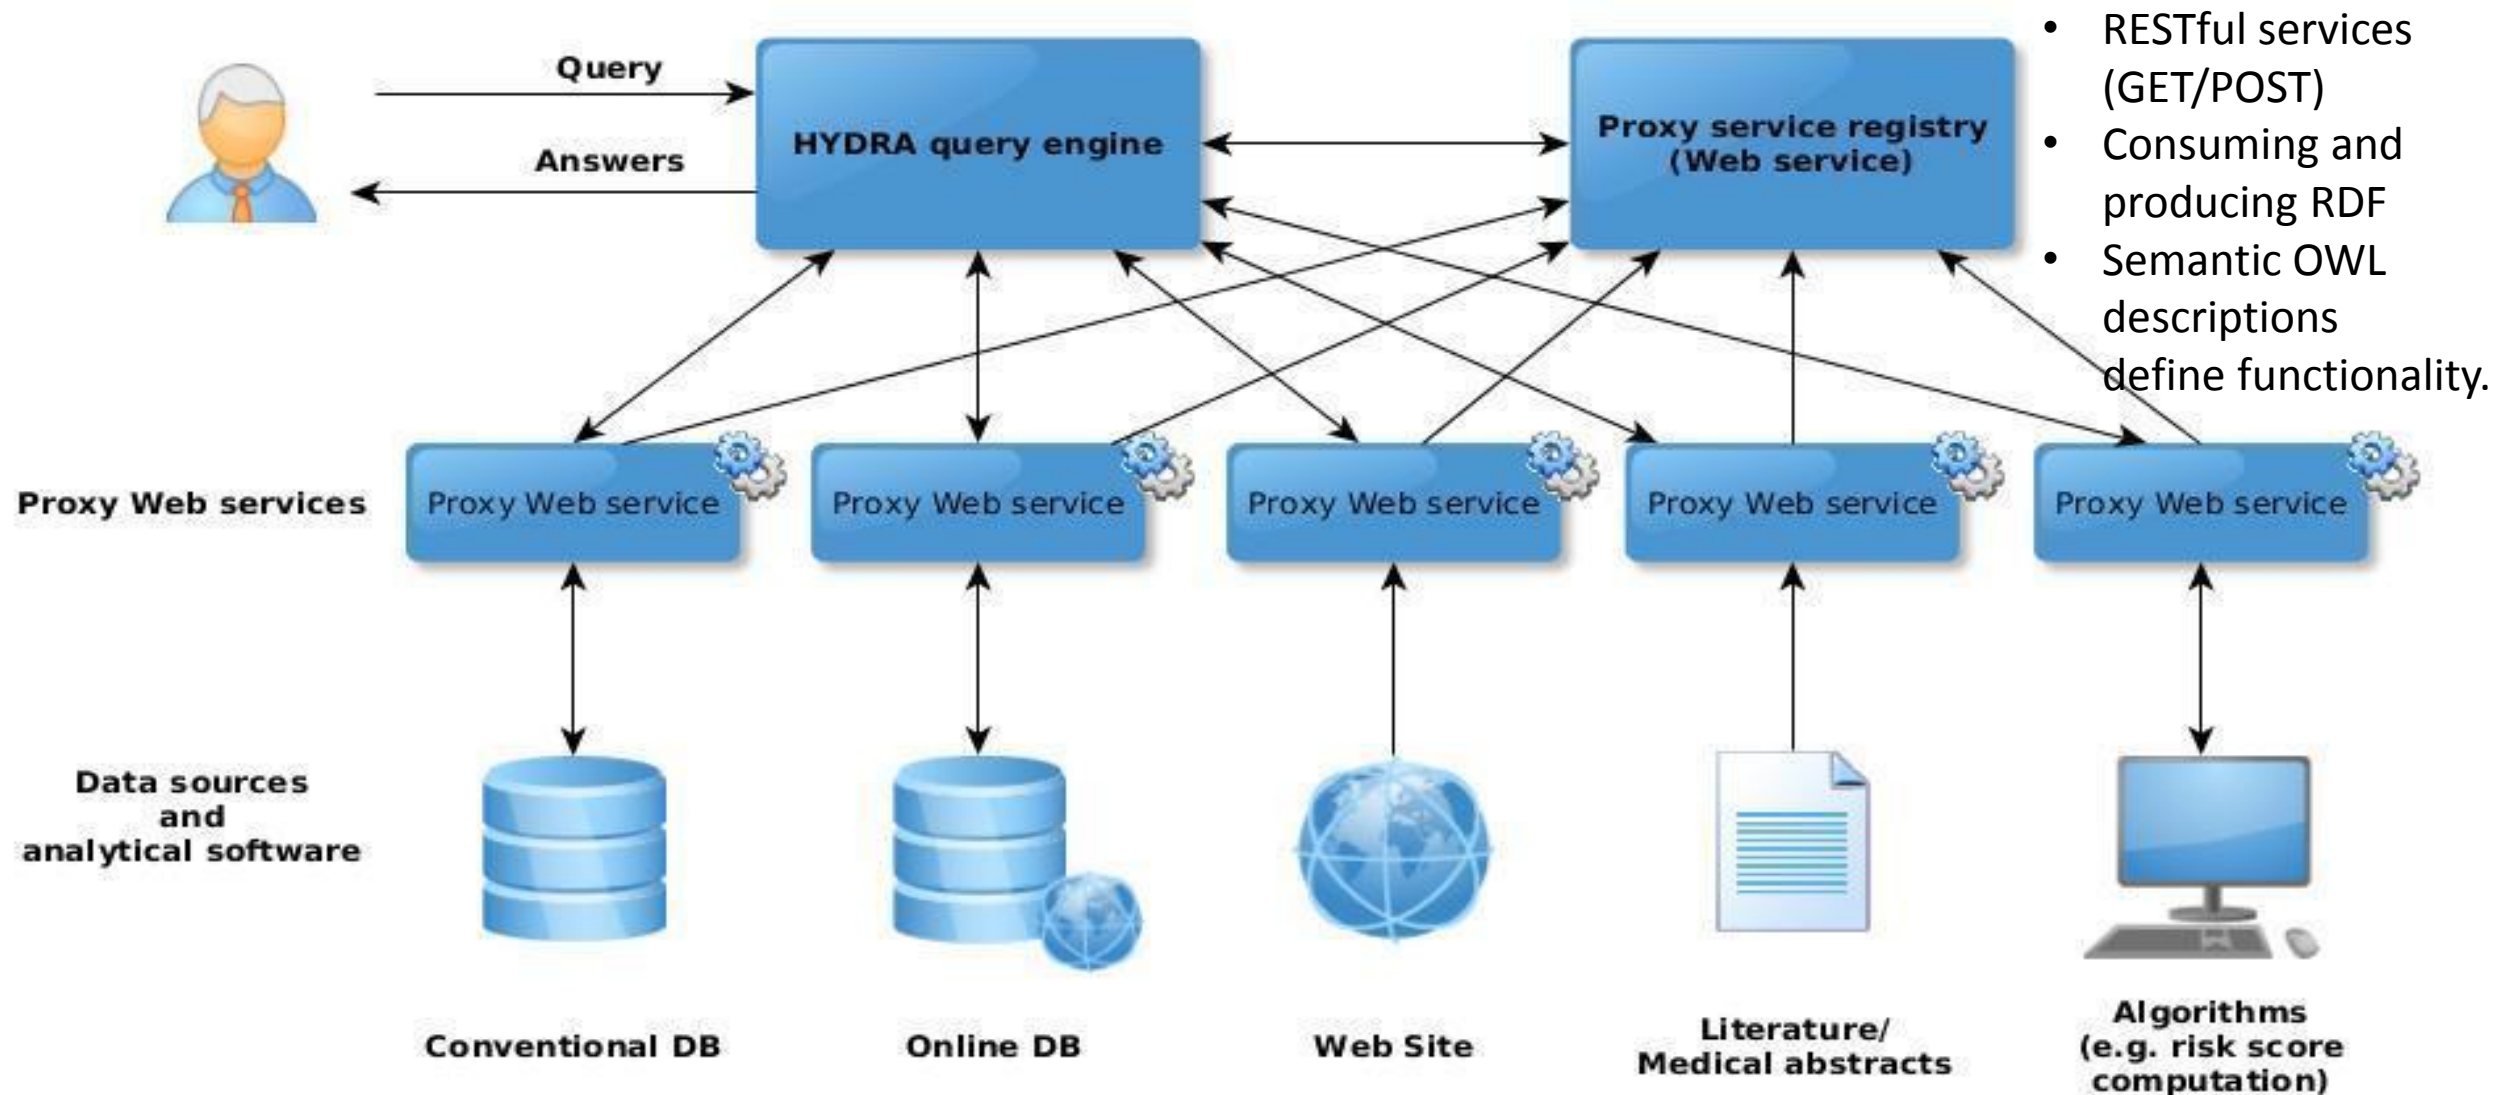 Query
Answers
HYDRA query engine
Proxy service registry
(Web service)
• RESTful services
(GET/POST)
• Consuming and
producing RDF
• Semantic OWL
descriptions
define functionality.
Proxy Web services
Proxy Web service
Proxy Web service
Proxy Web service
Proxy Web service
Proxy Web service
Data sources
and
analytical software
Conventional DB
Online DB
Web Site
Literature/
Medical abstracts
Algorithms
(e.g. risk score
computation)